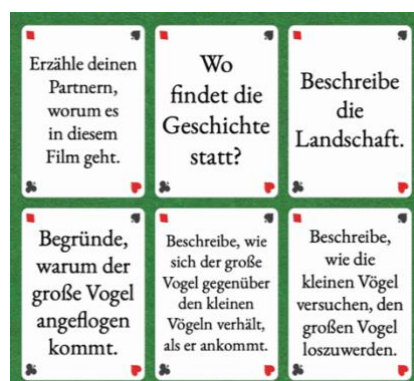 Erzähle deinen
Partnern,
worum es
in diesem
Film geht.
Wo
findet die
Geschichte
statt?
Beschreibe
die
Landschaft.
Begründe,
warum der
große Vogel
angeflogen
kommt.
Beschreibe, wie
sich der große
Vogel gegenüber
den kleinen
Vögeln verhält,
als er ankommt.
Beschreibe,
wie die
kleinen Vögel
versuchen, den
großen Vogel
loszuwerden.